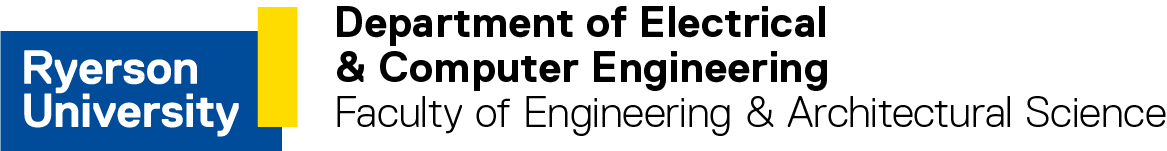 Ryerson
University
Department of Electrical
& Computer Engineering
Faculty of Engineering & Architectural Science